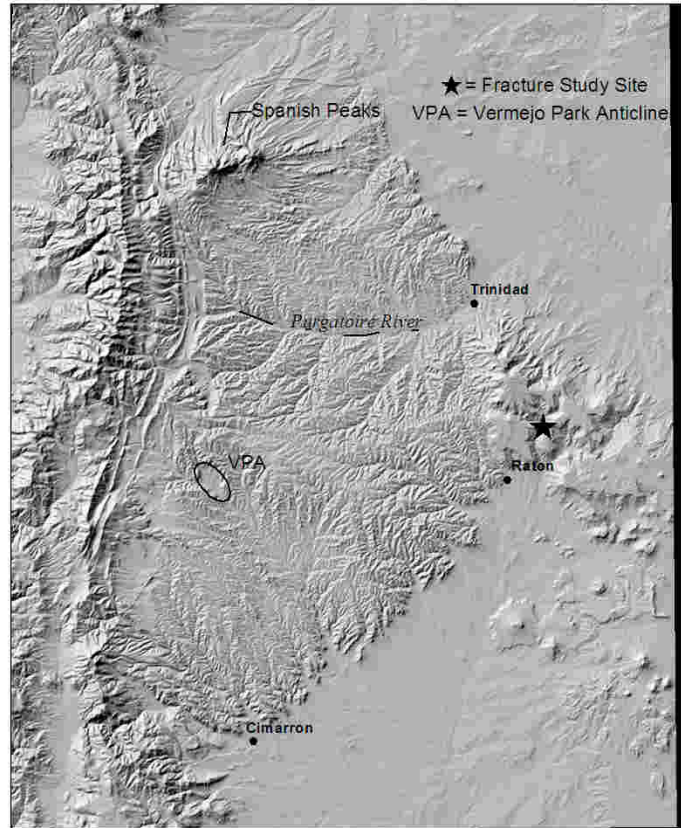 ★ = Fracture Study Site
Spanish Peaks
VPA = Vermejo Park Anticline
Trinidad
Purgatoire River
VPA
Raton
Cimarron